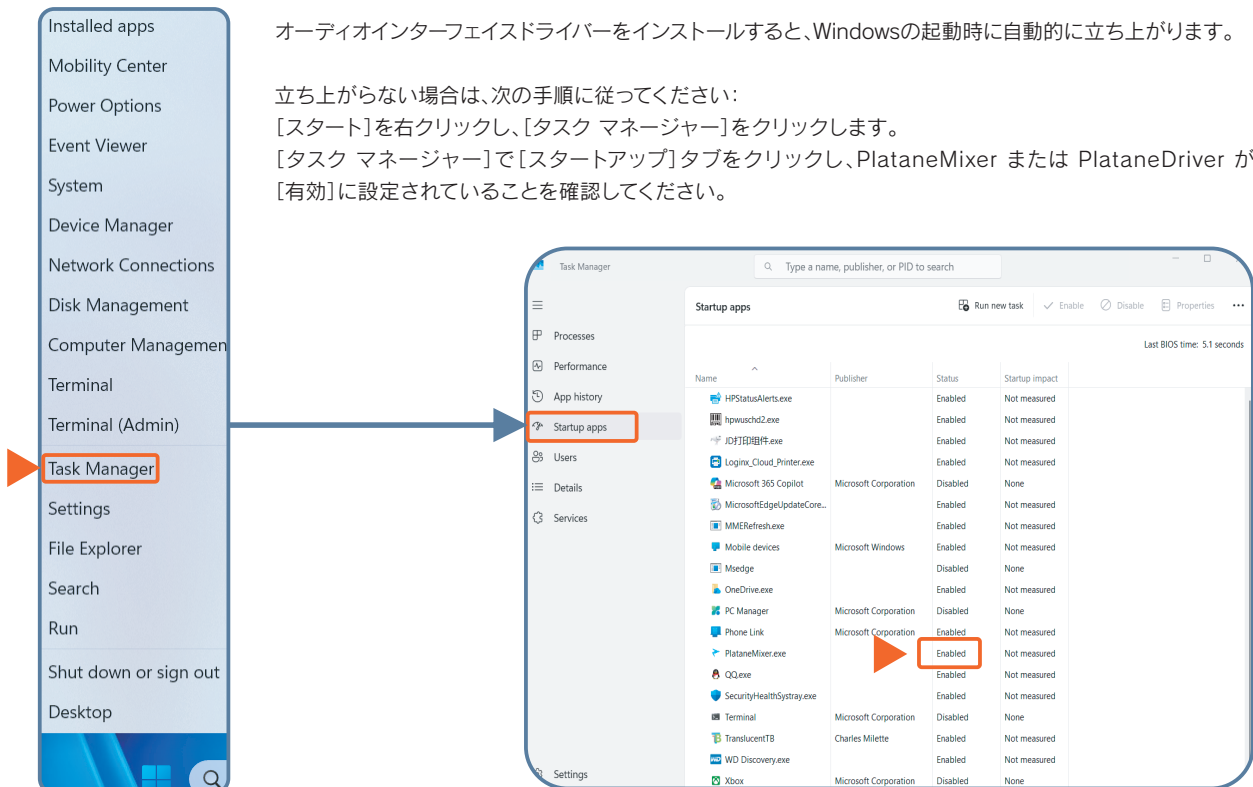 Installed apps
Mobility Center
Power Options
Event Viewer
System
Device Manager
Network Connections
Disk Management
Computer Managemen
Terminal
Terminal (Admin)
Task Manager
Settings
File Explorer
Search
Run
Shut down or sign out
Desktop
オーディオインターフェイスドライバーをインストールすると、Windowsの起動時に自動的に立ち上がります。
立ち上がらない場合は、次の手順に従ってください：
［スタート］を右クリックし、［タスク マネージャー］をクリックします。
［タスク マネージャー］で［スタートアップ］タブをクリックし、PlataneMixer または PlataneDriver が
［有効］に設定されていることを確認してください。
Task Manager
Type a name, publisher, or PID to search
Processes
Performance
App history
Startup apps
Users
Details
Services
Settings
Startup apps Run new task Enable Disable Properties
Last BIOS time: 5.1 seconds
Name Publisher Status Startup impact
HPStatusAlerts.exe Enabled Not measured
hpwuschd2.exe Enabled Not measured
JD打印组件.exe Enabled Not measured
Loginx_Cloud_Printer.exe Enabled Not measured
Microsoft 365 Copilot Microsoft Corporation Disabled None
MicrosoftEdgeUpdateCore... Enabled Not measured
MMERefresh.exe Enabled Not measured
Mobile devices Microsoft Windows Enabled Not measured
Msedge Disabled None
OneDrive.exe Enabled Not measured
PC Manager Microsoft Corporation Disabled None
Phone Link Microsoft Corporation Enabled Not measured
PlataneMixer.exe Enabled Not measured
QQ.exe Enabled Not measured
SecurityHealthSystray.exe Enabled Not measured
Terminal Microsoft Corporation Disabled None
TranslucentTB Charles Milette Enabled Not measured
WD Discovery.exe Enabled Not measured
Xbox Microsoft Corporation Disabled None